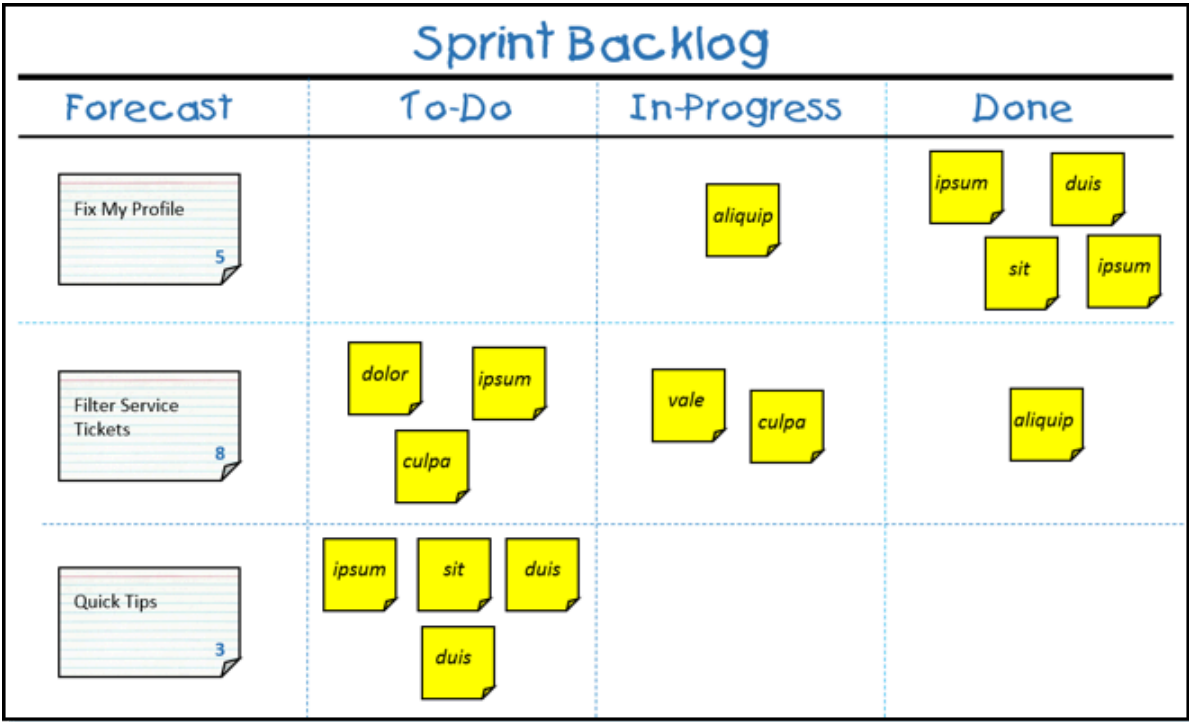 Sprint Backlog
Forecast
To-Do
In-Progress
Done
Fix My Profile
5
aliquip
ipsum
duis
sit
ipsum
Filter Service
Tickets
8
dolor
ipsum
culpa
vale
culpa
aliquip
Quick Tips
3
ipsum
sit
duis
duis